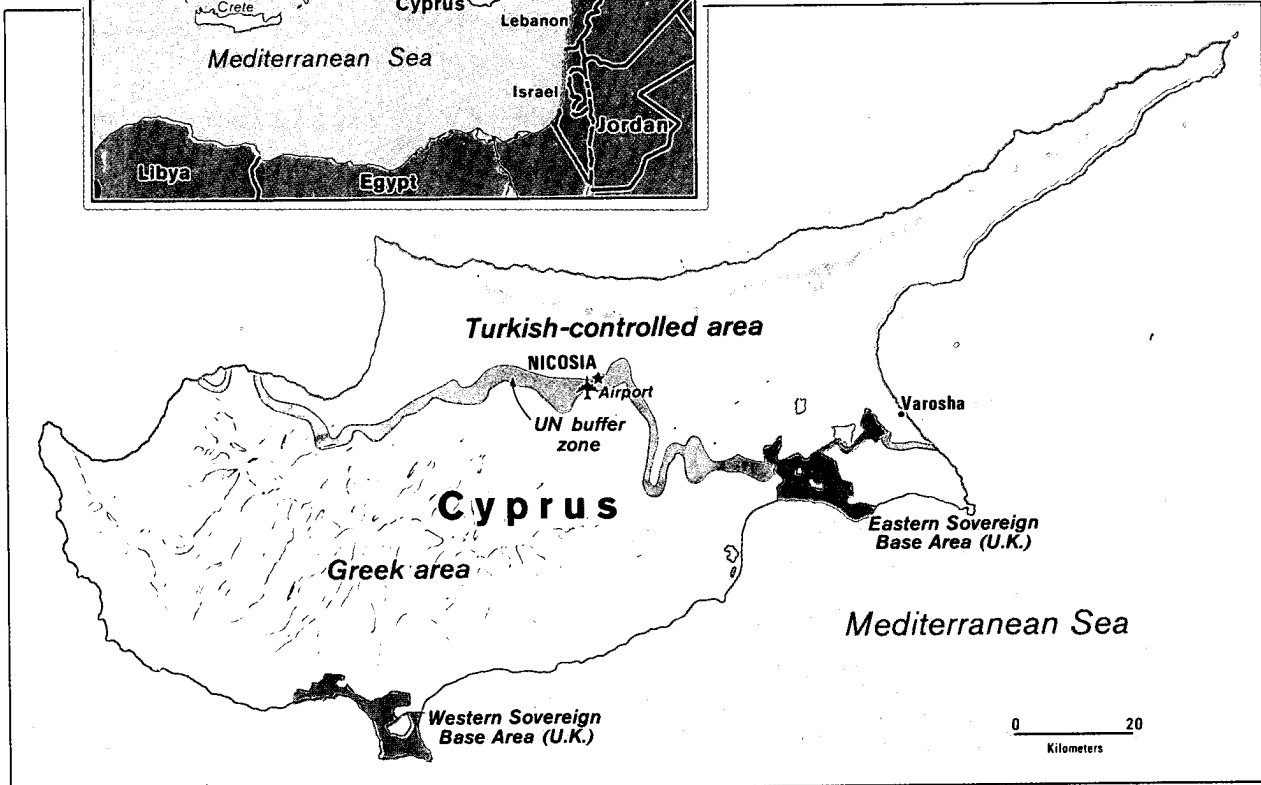 Crete
Cyprus
Lebanon
Mediterranean Sea
Israel
Jordan
Libya
Egypt
Turkish-controlled area
NICOSIA
Airport
UN buffer
zone
Varosha
Cyprus
Eastern Sovereign
Base Area (U.K.)
Greek area
Mediterranean Sea
Western Sovereign
Base Area (U.K.)
0 20
Kilometers